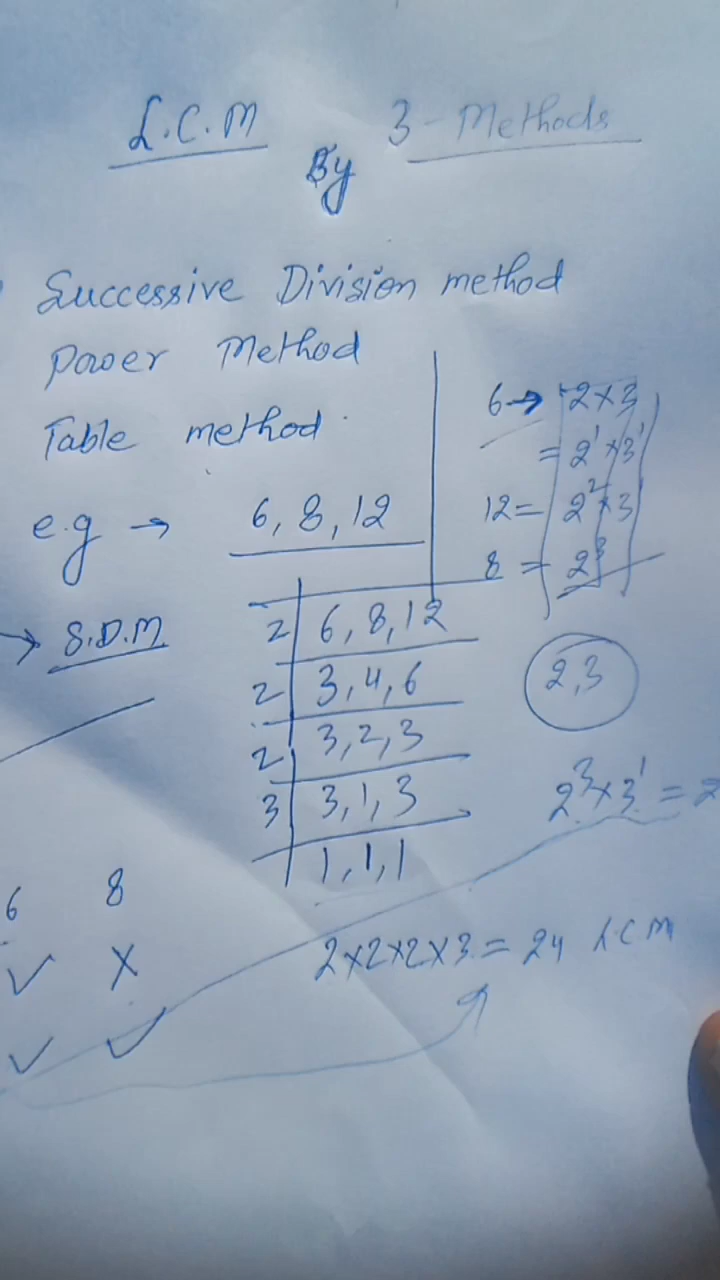 L.C.M By 3-Methods
Successive Division method
Power Method
Table method.
e.g → 6, 8, 12
6 → 2×3
= 2¹×3¹
12 = 2²×3
8 = 2³
2,3
2³×3¹ = 2
→ S.D.M
2 | 6, 8, 12
2 | 3, 4, 6
2 | 3, 2, 3
3 | 3, 1, 3
| 1, 1, 1
2×2×2×3 = 24 L.C.M
6 8
✓ ×
✓ ✓